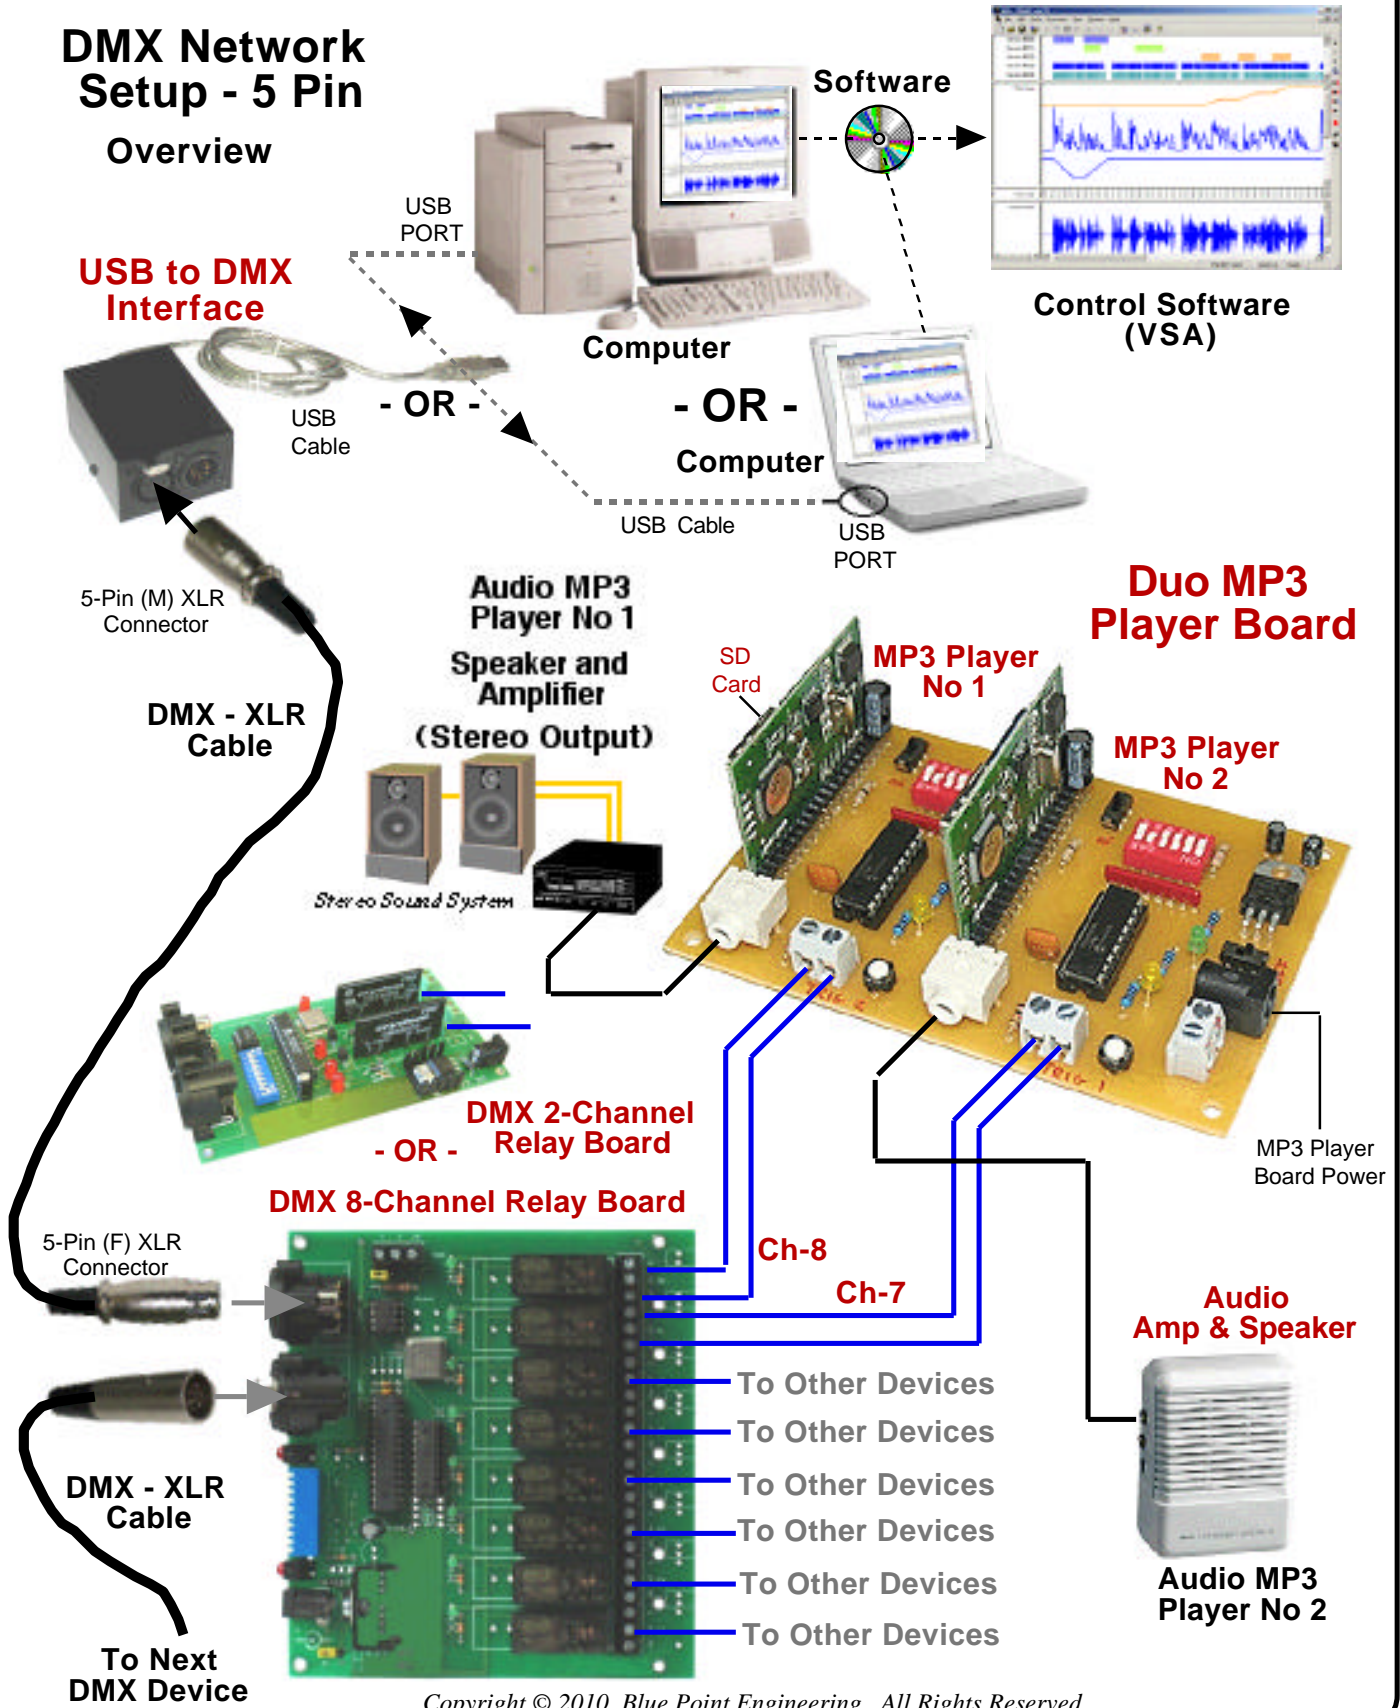 DMX Network
Setup - 5 Pin
Overview
Software
USB
PORT
USB to DMX
Interface
Control Software
(VSA)
Computer
USB
Cable
- OR -
- OR -
Computer
USB Cable
USB
PORT
5-Pin (M) XLR
Connector
Audio MP3
Player No 1
Speaker and
Amplifier
(Stereo Output)
Duo MP3
Player Board
SD
Card
MP3 Player
No 1
MP3 Player
No 2
DMX - XLR
Cable
Stereo Sound System
TRIG 2
TRIG 1
DMX 2-Channel
Relay Board
- OR -
MP3 Player
Board Power
DMX 8-Channel Relay Board
5-Pin (F) XLR
Connector
Ch-8
Ch-7
Audio
Amp & Speaker
To Other Devices
To Other Devices
To Other Devices
To Other Devices
To Other Devices
To Other Devices
DMX - XLR
Cable
Audio MP3
Player No 2
To Next
DMX Device
Copyright © 2010 Blue Point Engineering All Rights Reserved